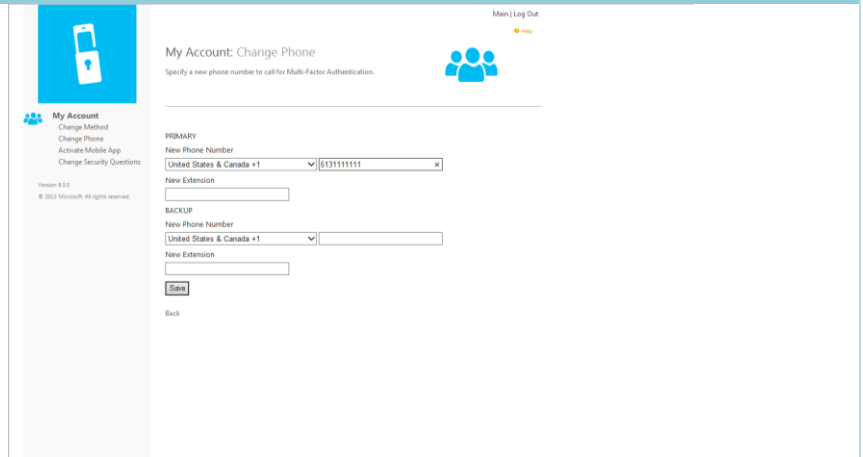 Main | Log Out
Help
My Account: Change Phone
Specify a new phone number to call for Multi-Factor Authentication.
My Account
Change Method
Change Phone
Activate Mobile App
Change Security Questions
Version 8.3.0
© 2013 Microsoft. All rights reserved.
PRIMARY
New Phone Number
United States & Canada +1 5131111111 ×
New Extension
BACKUP
New Phone Number
United States & Canada +1
New Extension
Save
Back